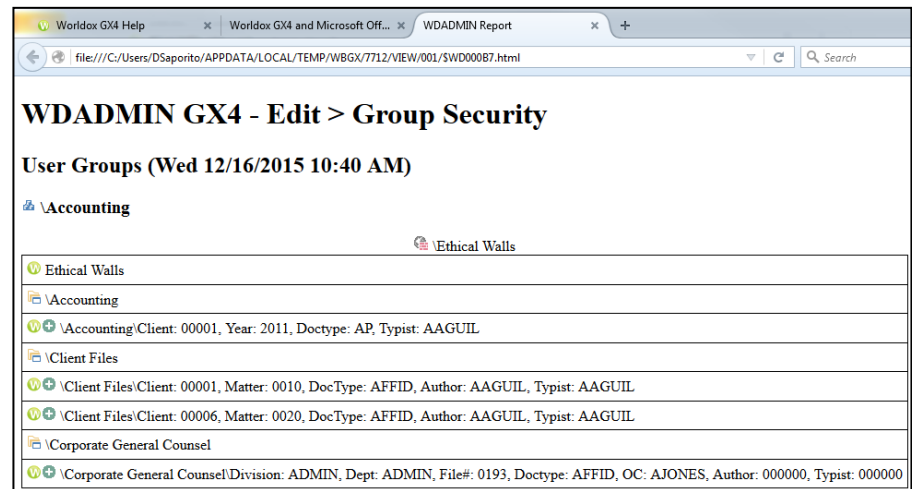 Worldox GX4 Help × Worldox GX4 and Microsoft Off... × WDADMIN Report × +
file:///C:/Users/DSaporito/APPDATA/LOCAL/TEMP/WBGX/7712/VIEW/001/$WD000B7.html Search
WDADMIN GX4 - Edit > Group Security
User Groups (Wed 12/16/2015 10:40 AM)
\Accounting
\Ethical Walls
Ethical Walls
\Accounting
\Accounting\Client: 00001, Year: 2011, Doctype: AP, Typist: AAGUIL
\Client Files
\Client Files\Client: 00001, Matter: 0010, DocType: AFFID, Author: AAGUIL, Typist: AAGUIL
\Client Files\Client: 00006, Matter: 0020, DocType: AFFID, Author: AAGUIL, Typist: AAGUIL
\Corporate General Counsel
\Corporate General Counsel\Division: ADMIN, Dept: ADMIN, File#: 0193, Doctype: AFFID, OC: AJONES, Author: 000000, Typist: 000000